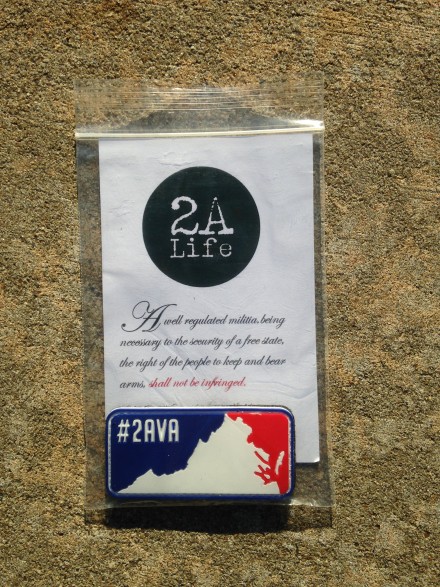 2A
Life
A well regulated militia, being
necessary to the security of a free state,
the right of the people to keep and bear
arms, shall not be infringed.
#2AVA